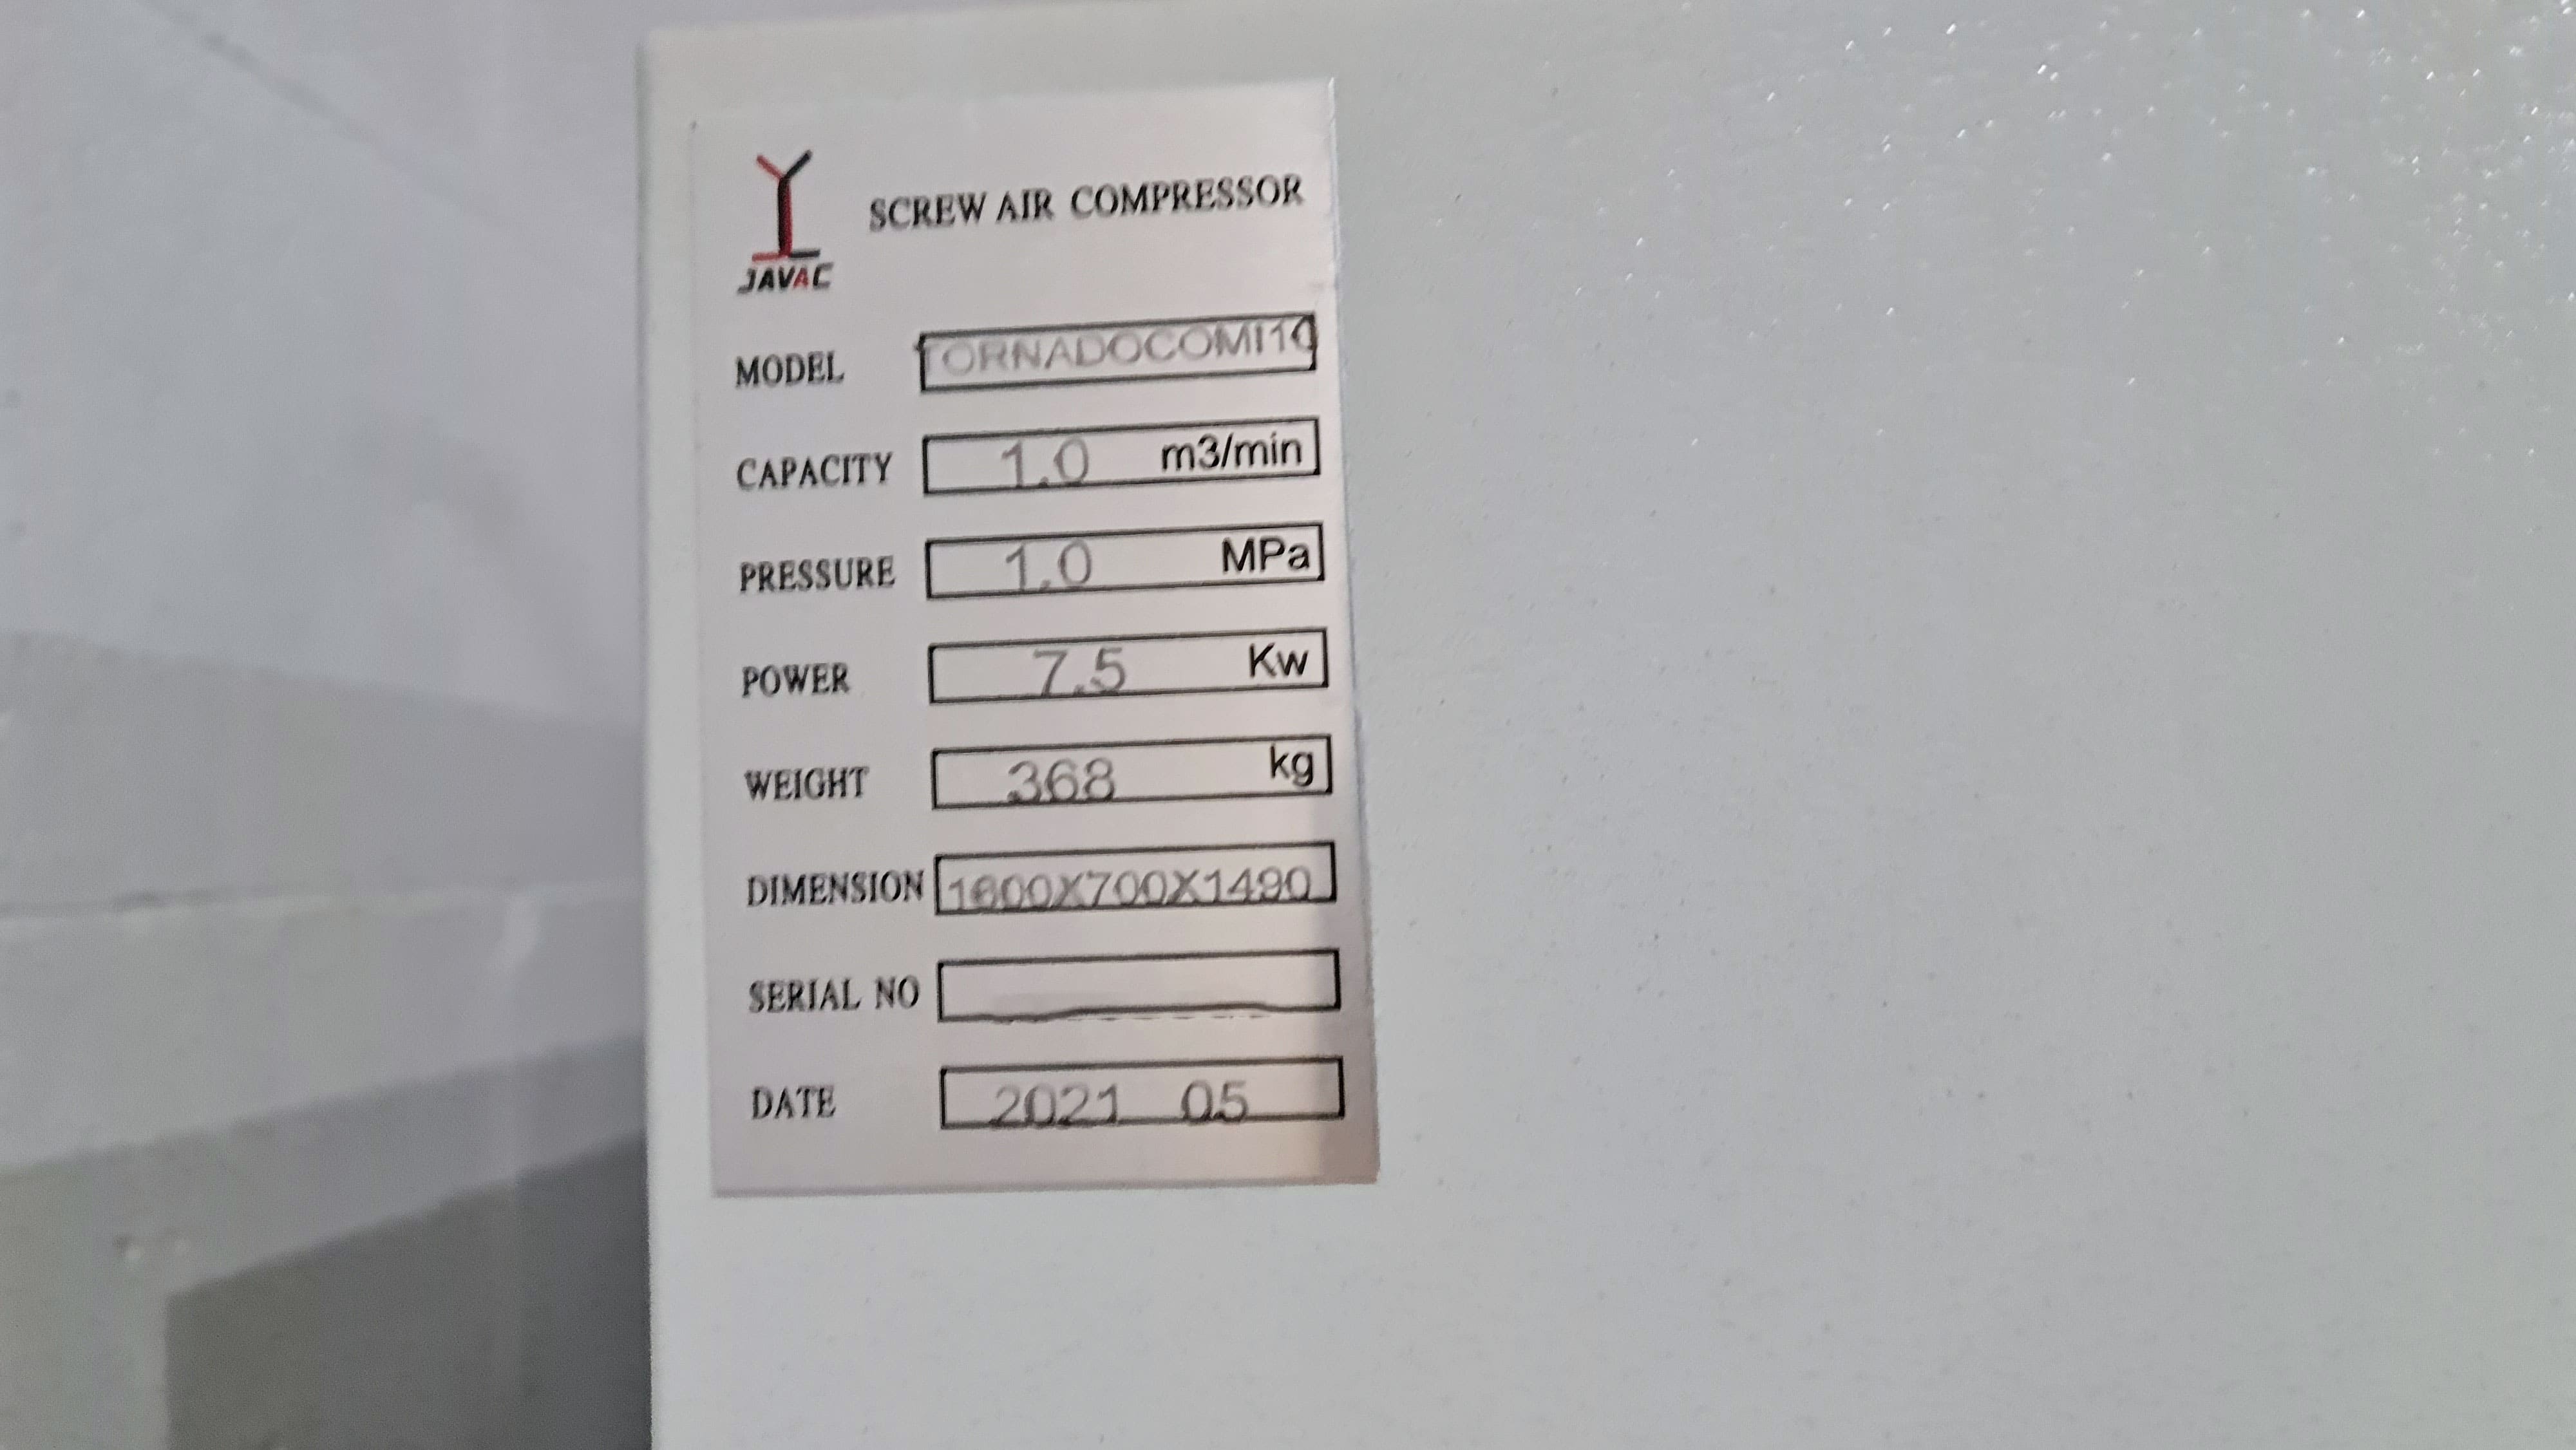 JAVAC
SCREW AIR COMPRESSOR
MODEL TORNADOCOMI10
CAPACITY 1.0 m3/min
PRESSURE 1.0 MPa
POWER 7.5 Kw
WEIGHT 368 kg
DIMENSION 1600X700X1490
SERIAL NO
DATE 2021 05